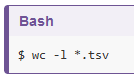 Bash
$ wc -l *.tsv